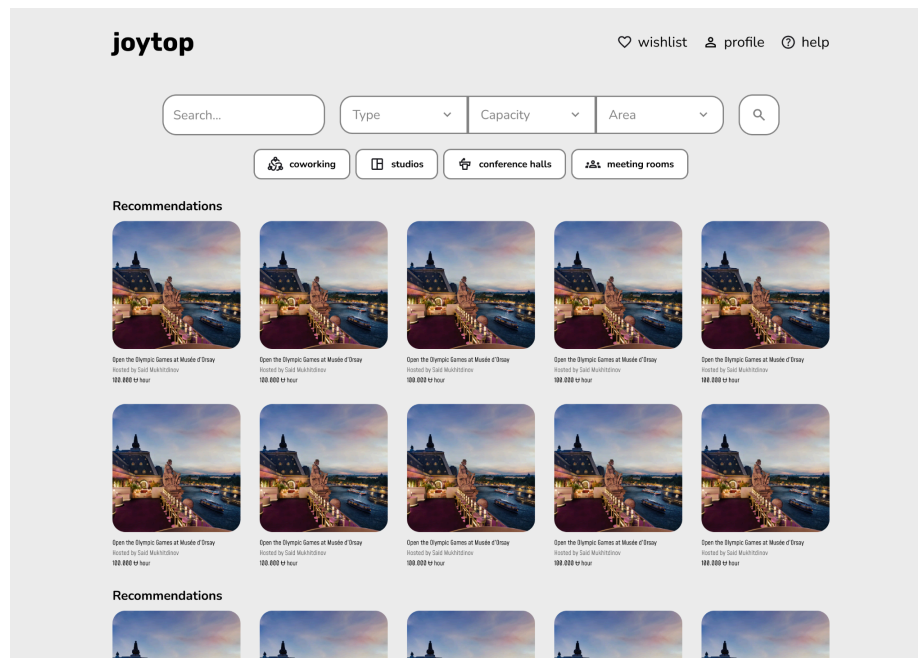 joytop
wishlist profile help
Search...
Type Capacity Area
coworking studios conference halls meeting rooms
Recommendations
Open the Olympic Games at Musée d'Orsay Open the Olympic Games at Musée d'Orsay Open the Olympic Games at Musée d'Orsay Open the Olympic Games at Musée d'Orsay Open the Olympic Games at Musée d'Orsay
Hosted by Said Mukhitdinov Hosted by Said Mukhitdinov Hosted by Said Mukhitdinov Hosted by Said Mukhitdinov Hosted by Said Mukhitdinov
100.000 hour 100.000 hour 100.000 hour 100.000 hour 100.000 hour
Open the Olympic Games at Musée d'Orsay Open the Olympic Games at Musée d'Orsay Open the Olympic Games at Musée d'Orsay Open the Olympic Games at Musée d'Orsay Open the Olympic Games at Musée d'Orsay
Hosted by Said Mukhitdinov Hosted by Said Mukhitdinov Hosted by Said Mukhitdinov Hosted by Said Mukhitdinov Hosted by Said Mukhitdinov
100.000 hour 100.000 hour 100.000 hour 100.000 hour 100.000 hour
Recommendations